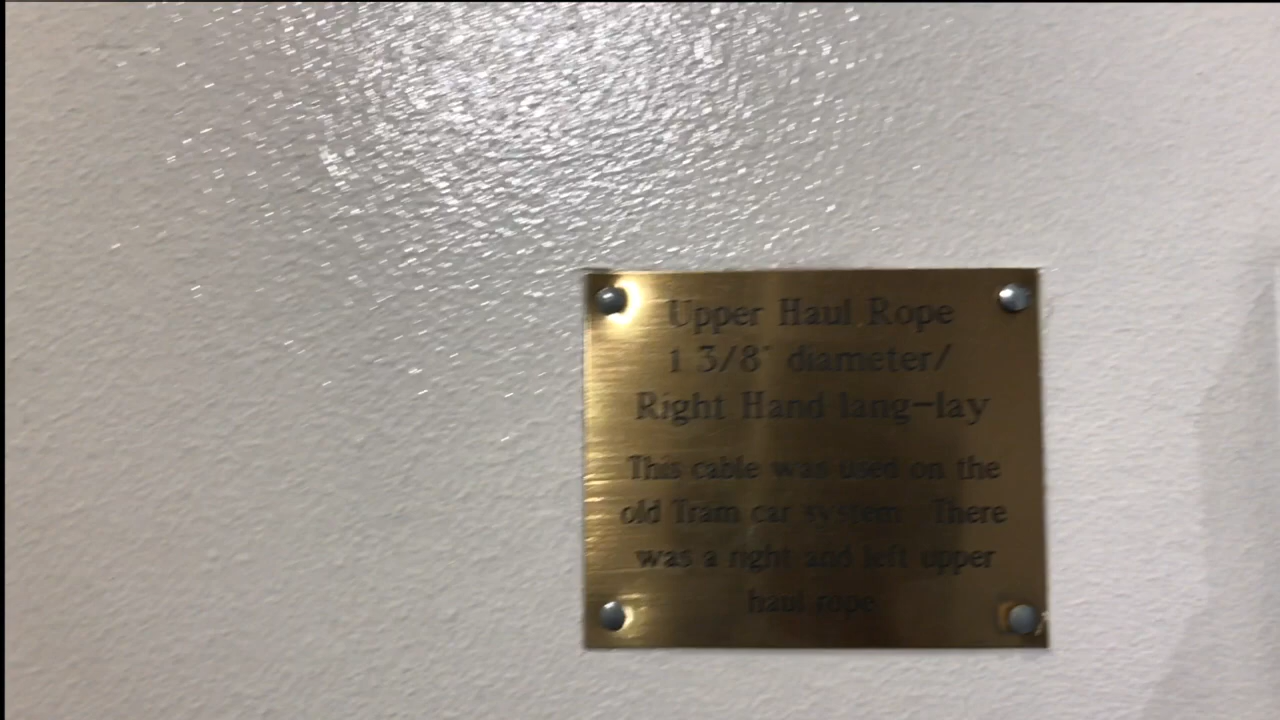 Upper Haul Rope
1 3/8" diameter/
Right Hand lang-lay
This cable was used on the
old Tram car system. There
was a right and left upper
haul rope